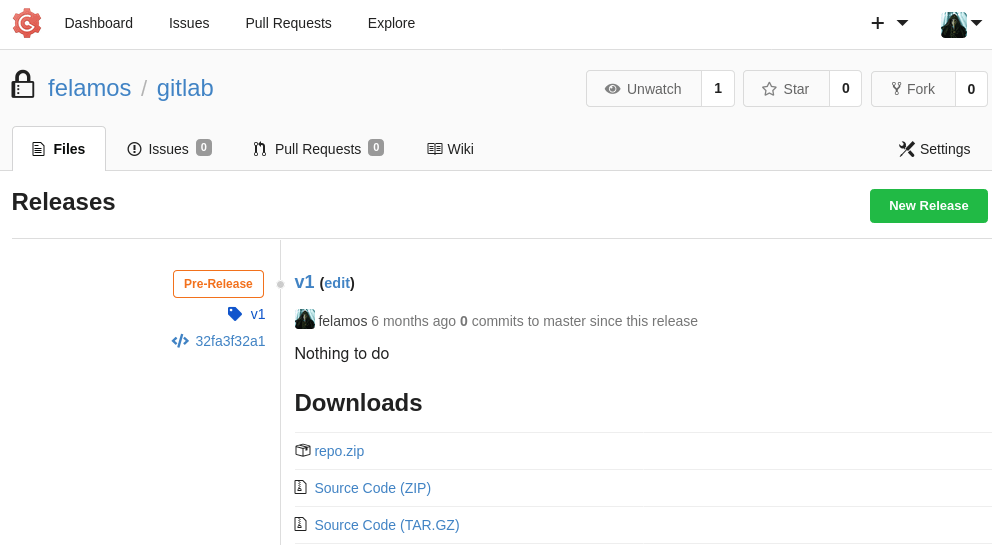 Dashboard Issues Pull Requests Explore
felamos / gitlab Unwatch 1 Star 0 Fork 0
Files Issues 0 Pull Requests 0 Wiki Settings
Releases New Release
Pre-Release v1 (edit)
v1
felamos 6 months ago 0 commits to master since this release
32fa3f32a1
Nothing to do
Downloads
repo.zip
Source Code (ZIP)
Source Code (TAR.GZ)